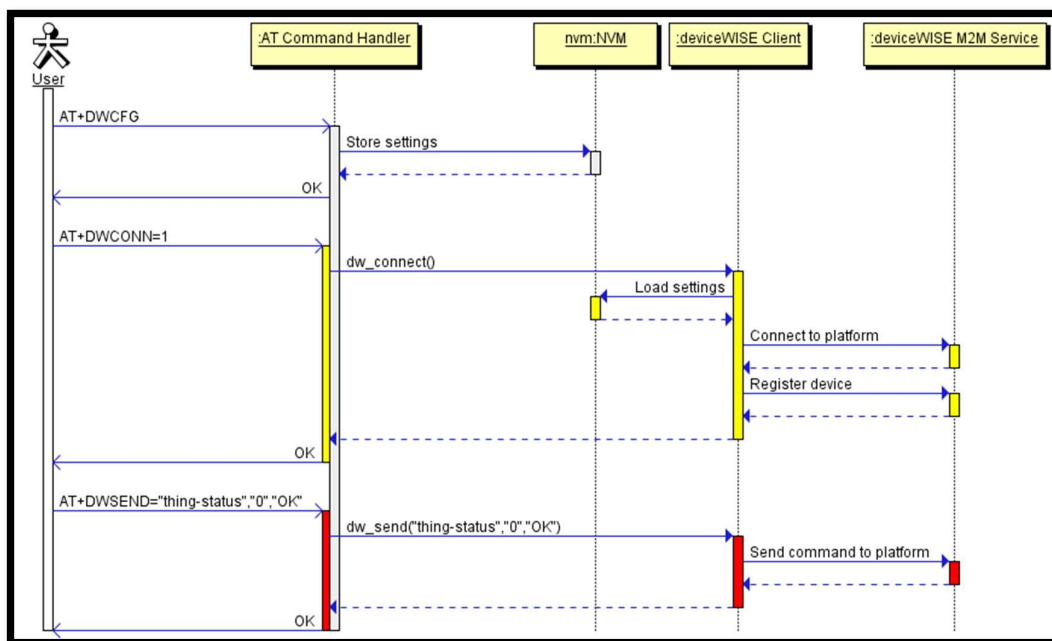 :AT Command Handler
nvm:NVM
:deviceWISE Client
:deviceWISE M2M Service
User
AT+DWCFG
Store settings
OK
AT+DWCONN=1
dw_connect()
Load settings
Connect to platform
Register device
OK
AT+DWSEND="thing-status","0","OK"
dw_send("thing-status","0","OK")
Send command to platform
OK